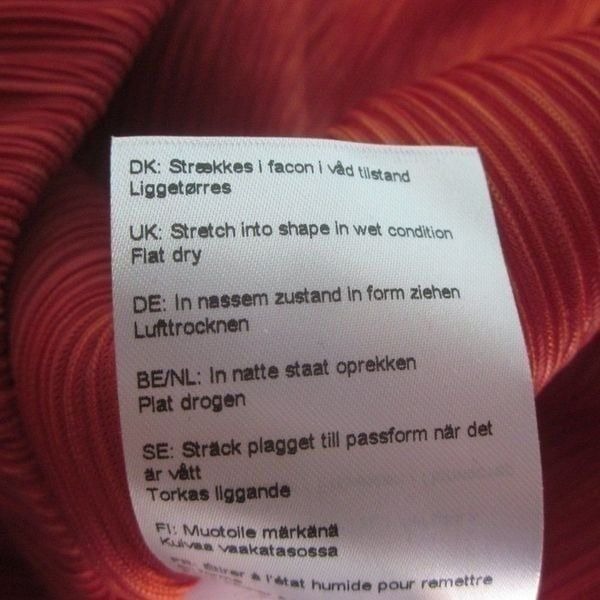 DK: Strækkes i facon i våd tilstand
Liggetørres
UK: Stretch into shape in wet condition
Flat dry
DE: In nassem zustand in form ziehen
Lufttrocknen
BE/NL: In natte staat oprekken
Plat drogen
SE: Sträck plagget till passform när det
är vått
Torkas liggande
FI: Muotoile märkänä
Kuivaa vaakatasossa
FR: Étirer à l'état humide pour remettre